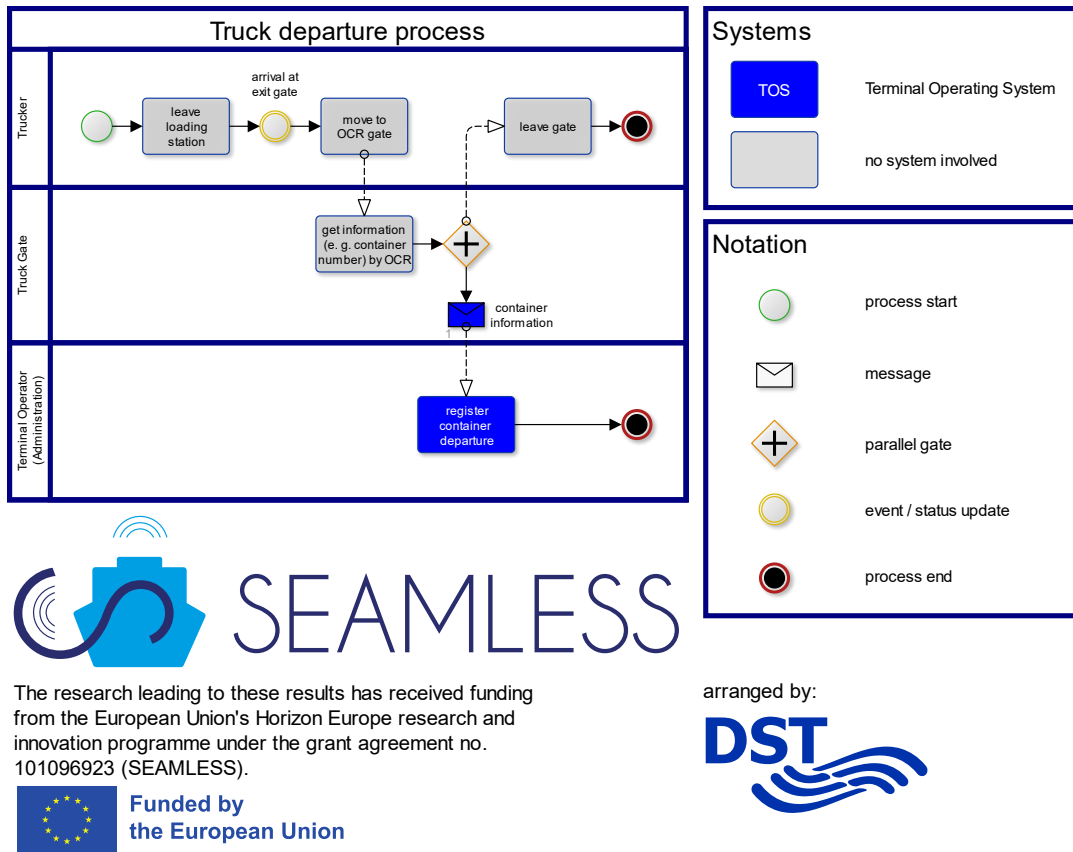 Truck departure process
Trucker
arrival at
exit gate
leave
loading
station
move to
OCR gate
leave gate
Truck Gate
get information
(e. g. container
number) by OCR
container
information
1
Terminal Operator
(Administration)
register
container
departure
Systems
TOS
Terminal Operating System
no system involved
Notation
process start
message
parallel gate
event / status update
process end
SEAMLESS
The research leading to these results has received funding
from the European Union's Horizon Europe research and
innovation programme under the grant agreement no.
101096923 (SEAMLESS).
Funded by
the European Union
arranged by:
DST